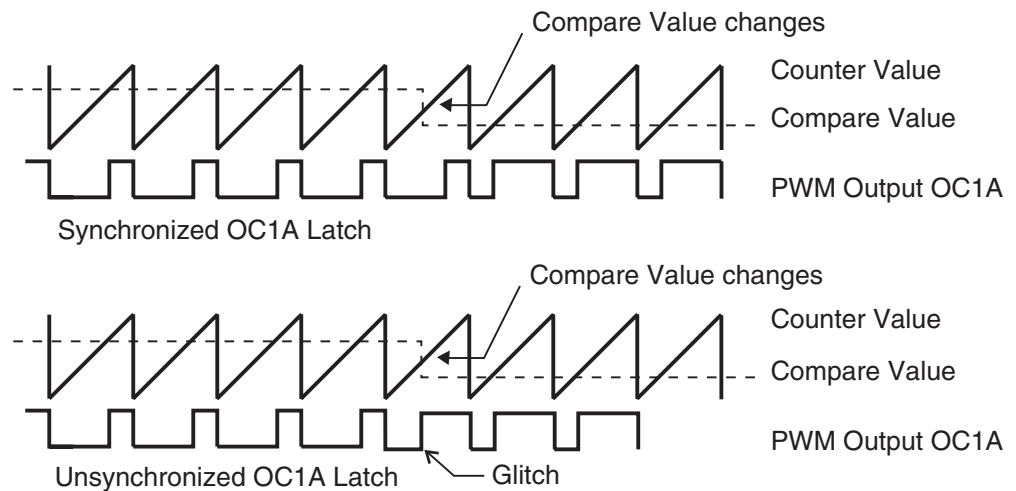 Compare Value changes
Counter Value
Compare Value
PWM Output OC1A
Synchronized OC1A Latch
Compare Value changes
Counter Value
Compare Value
PWM Output OC1A
Unsynchronized OC1A Latch
Glitch